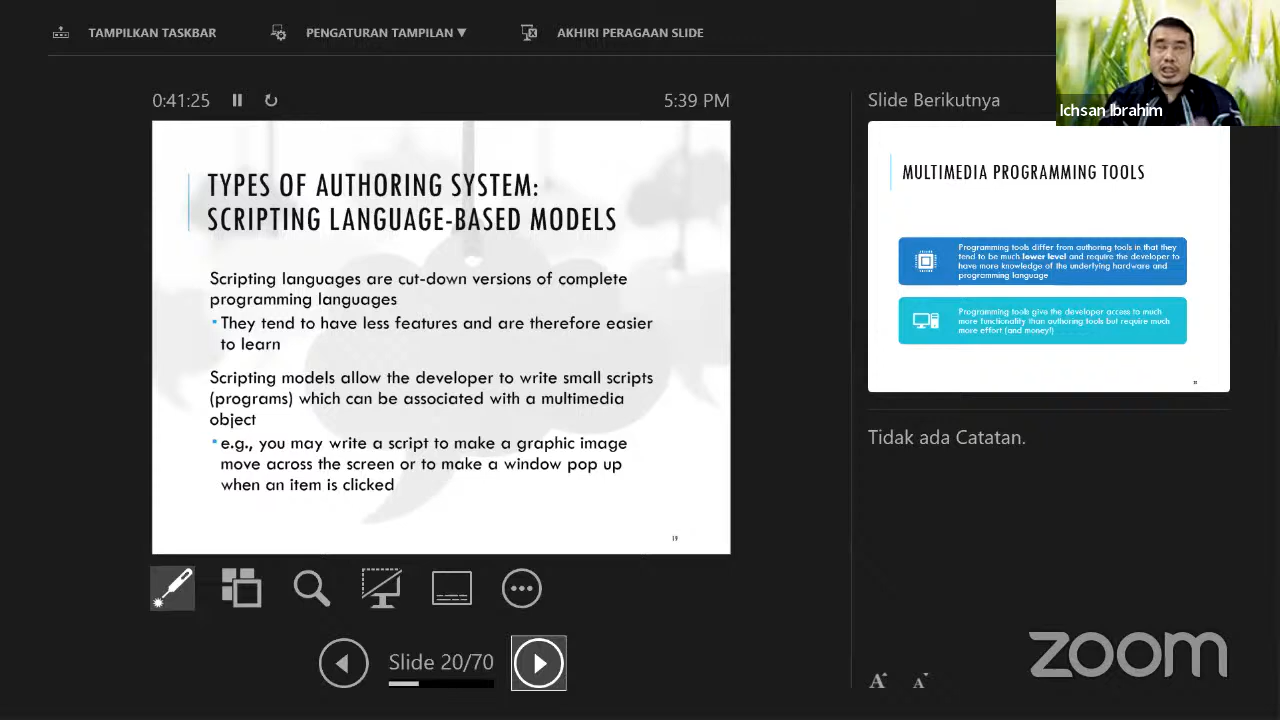 TAMPILKAN TASKBAR
PENGATURAN TAMPILAN ▼
AKHIRI PERAGAAN SLIDE
Ichsan Ibrahim
0:41:25
5:39 PM
TYPES OF AUTHORING SYSTEM:
SCRIPTING LANGUAGE-BASED MODELS
Scripting languages are cut-down versions of complete
programming languages
They tend to have less features and are therefore easier
to learn
Scripting models allow the developer to write small scripts
(programs) which can be associated with a multimedia
object
e.g., you may write a script to make a graphic image
move across the screen or to make a window pop up
when an item is clicked
19
Slide 20/70
Slide Berikutnya
MULTIMEDIA PROGRAMMING TOOLS
Programming tools differ from authoring tools in that they
tend to be much lower level and require the developer to
have more knowledge of the underlying hardware and
programming language
Programming tools give the developer access to much
more functionality than authoring tools but require much
more effort (and money!)
Tidak ada Catatan.
A A
zoom